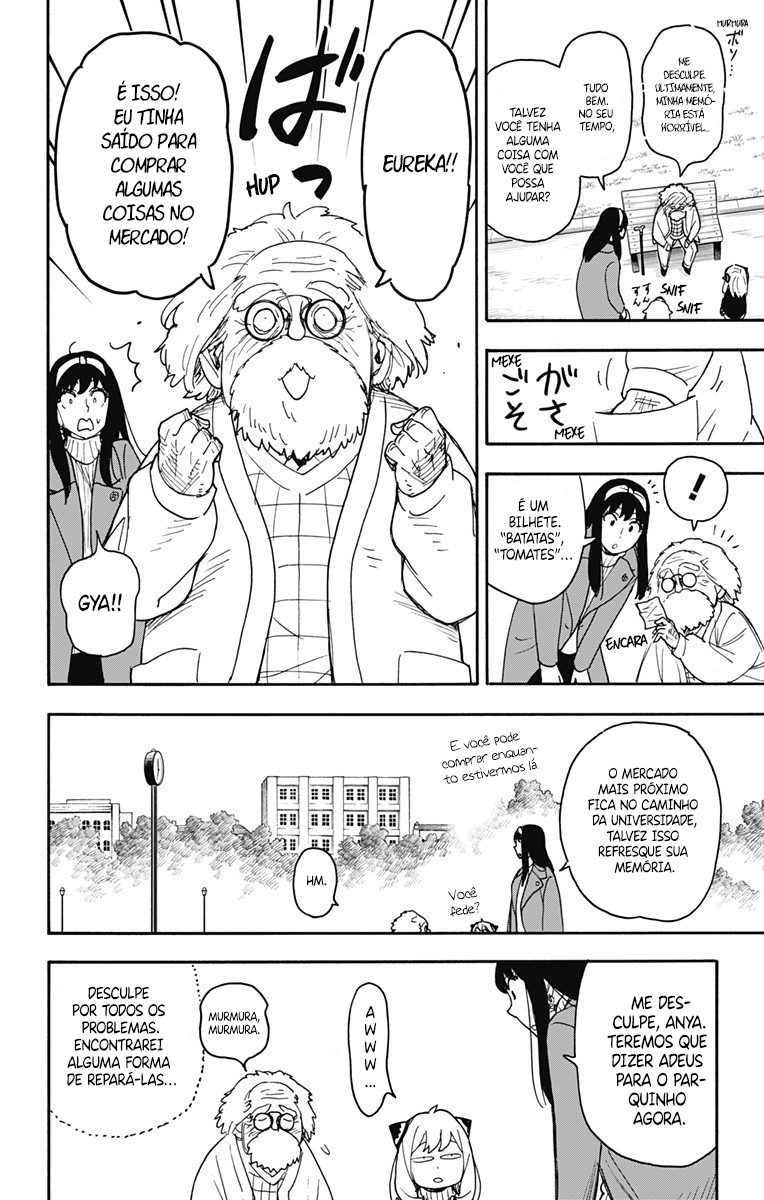 MURMURA
ボソ…
ME
DESCULPE.
ULTIMAMENTE,
MINHA MEMÓ-
RIA ESTÁ
HORRÍVEL..
TUDO
BEM.
NO SEU
TEMPO,
TALVEZ
VOCÊ TENHA
ALGUMA
COISA COM
VOCÊ QUE
POSSA
AJUDAR?
SNIF
SNIF
すん
すん
MEXE
がさ
ごそ
MEXE
!
É UM
BILHETE.
“BATATAS”,
“TOMATES”...
ENCARA
EUREKA!!
ばっ
HUP
É ISSO!
EU TINHA
SAÍDO PARA
COMPRAR
ALGUMAS
COISAS NO
MERCADO!
GYA!!
O MERCADO
MAIS PRÓXIMO
FICA NO CAMINHO
DA UNIVERSIDADE,
TALVEZ ISSO
REFRESQUE SUA
MEMÓRIA.
E você pode
comprar enquan-
to estivermos lá
Você
fede?
HM.
ME DES-
CULPE, ANYA.
TEREMOS QUE
DIZER ADEUS
PARA O PAR-
QUINHO
AGORA.
A
W
W
W
...
MURMURA,
MURMURA.
DESCULPE
POR TODOS OS
PROBLEMAS.
ENCONTRAREI
ALGUMA FORMA
DE REPARÁ-LAS...